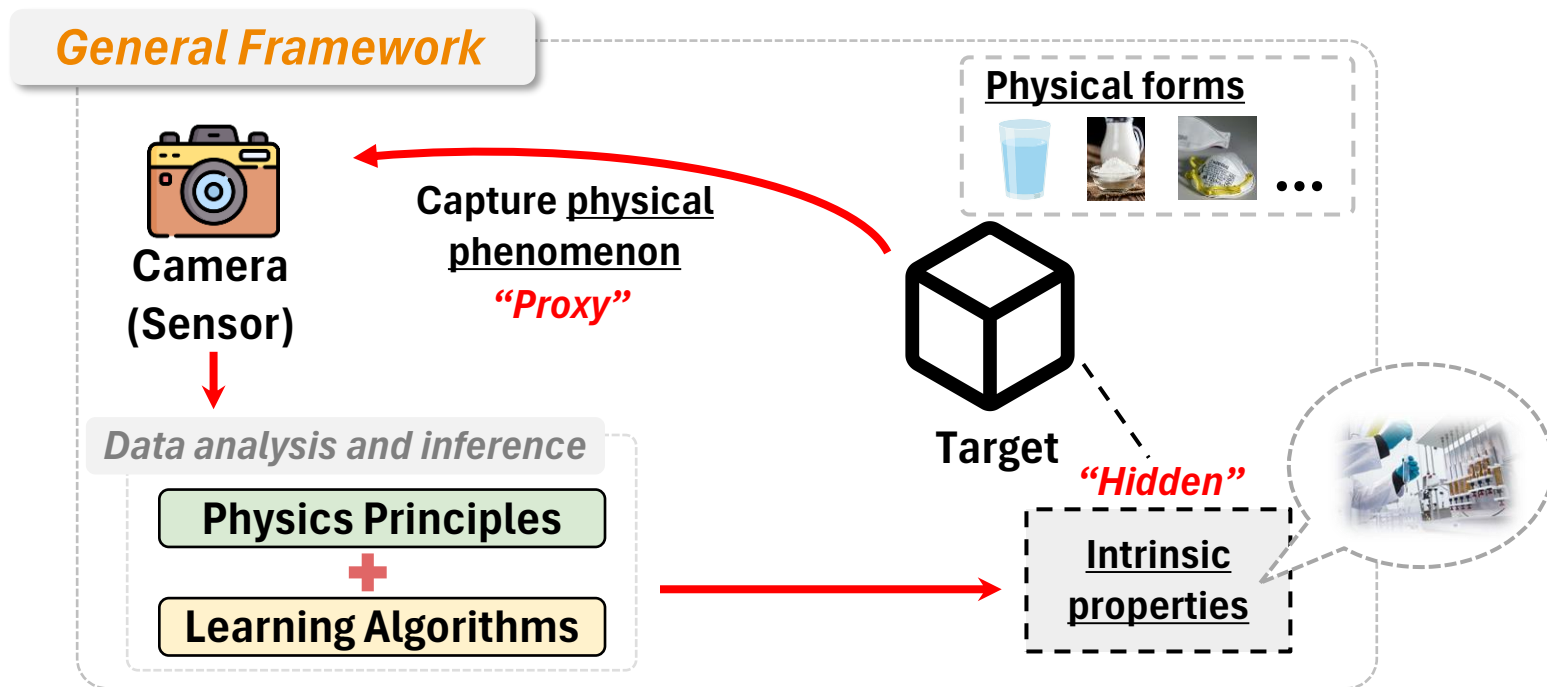 General Framework
Physical forms
...
Capture physical
phenomenon
“Proxy”
Camera
(Sensor)
Target
Data analysis and inference
Physics Principles
+
Learning Algorithms
“Hidden”
Intrinsic
properties